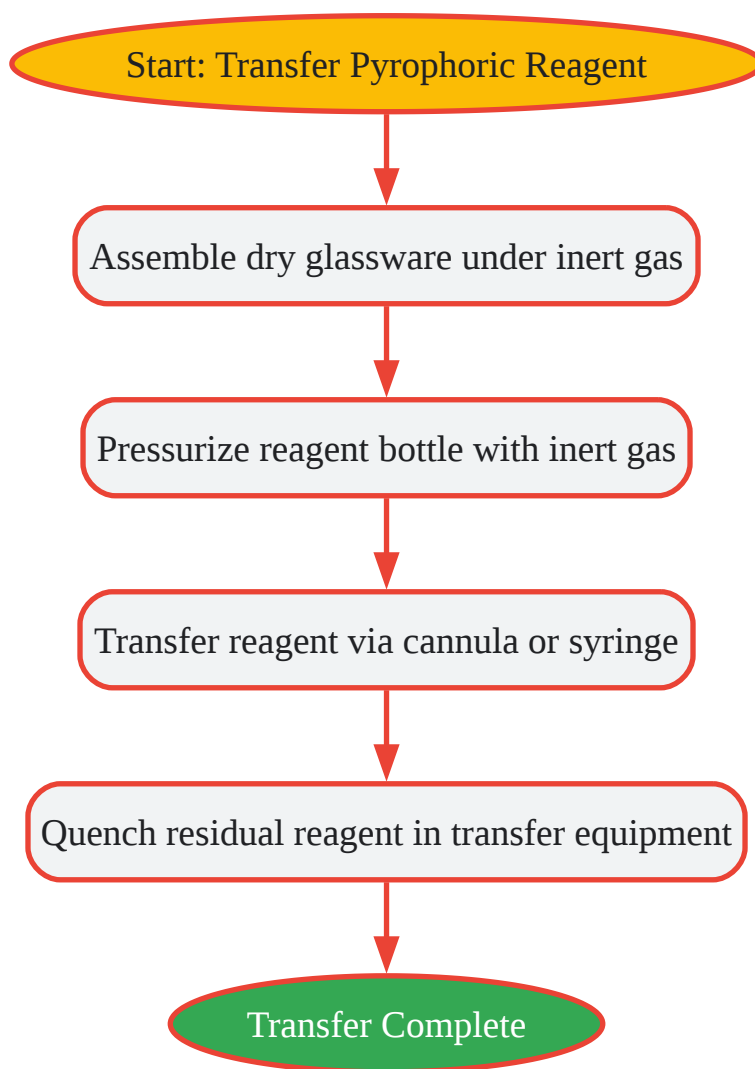 Start: Transfer Pyrophoric Reagent
Assemble dry glassware under inert gas
Pressurize reagent bottle with inert gas
Transfer reagent via cannula or syringe
Quench residual reagent in transfer equipment
Transfer Complete